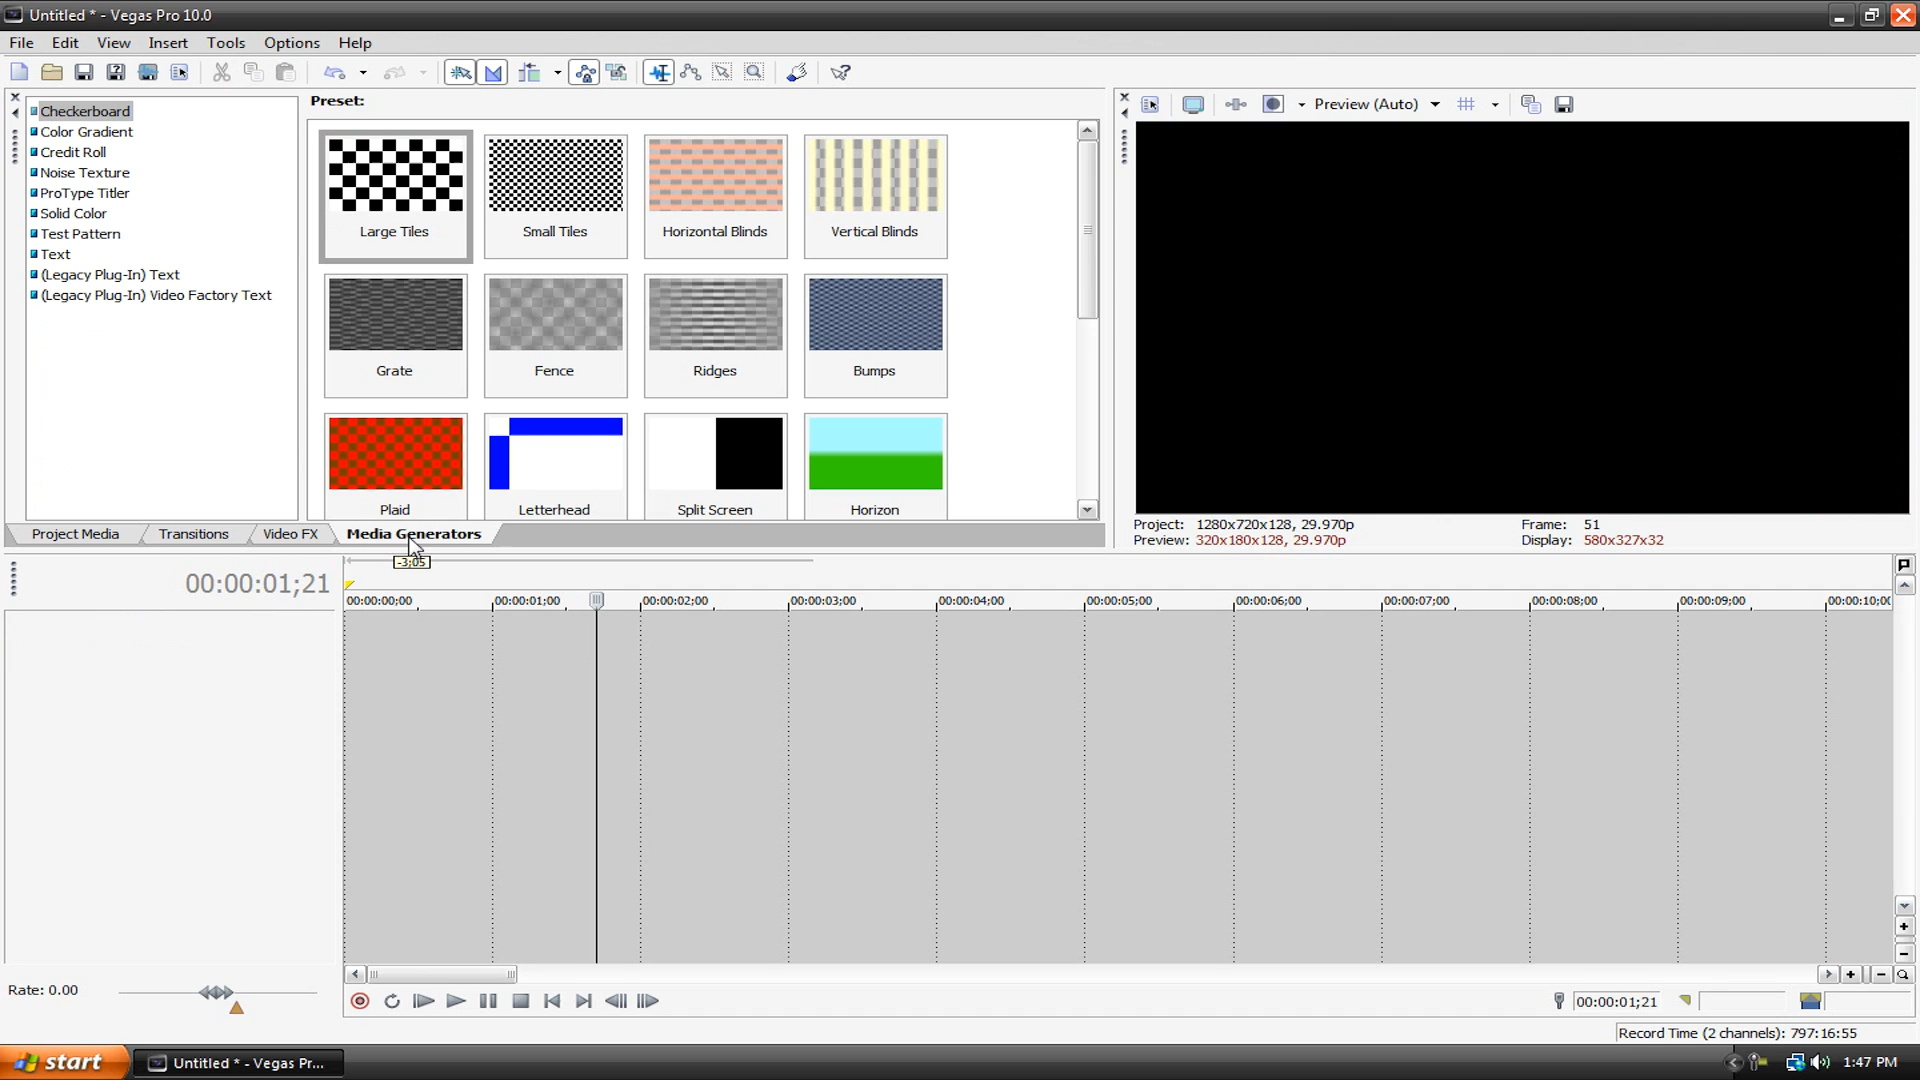 Untitled * - Vegas Pro 10.0
File Edit View Insert Tools Options Help
Preset:
Checkerboard
Color Gradient
Credit Roll
Noise Texture
ProType Titler
Solid Color
Test Pattern
Text
(Legacy Plug-In) Text
(Legacy Plug-In) Video Factory Text
Large Tiles Small Tiles Horizontal Blinds Vertical Blinds
Grate Fence Ridges Bumps
Plaid Letterhead Split Screen Horizon
Preview (Auto)
Project Media Transitions Video FX Media Generators
Project: 1280x720x128, 29.970p Frame: 51
Preview: 320x180x128, 29.970p Display: 580x327x32
-3;05
00:00:01;21
00:00:00;00 00:00:01;00 00:00:02;00 00:00:03;00 00:00:04;00 00:00:05;00 00:00:06;00 00:00:07;00 00:00:08;00 00:00:09;00 00:00:10;00
Rate: 0.00
00:00:01;21
Record Time (2 channels): 797:16:55
start Untitled * - Vegas Pr... 1:47 PM